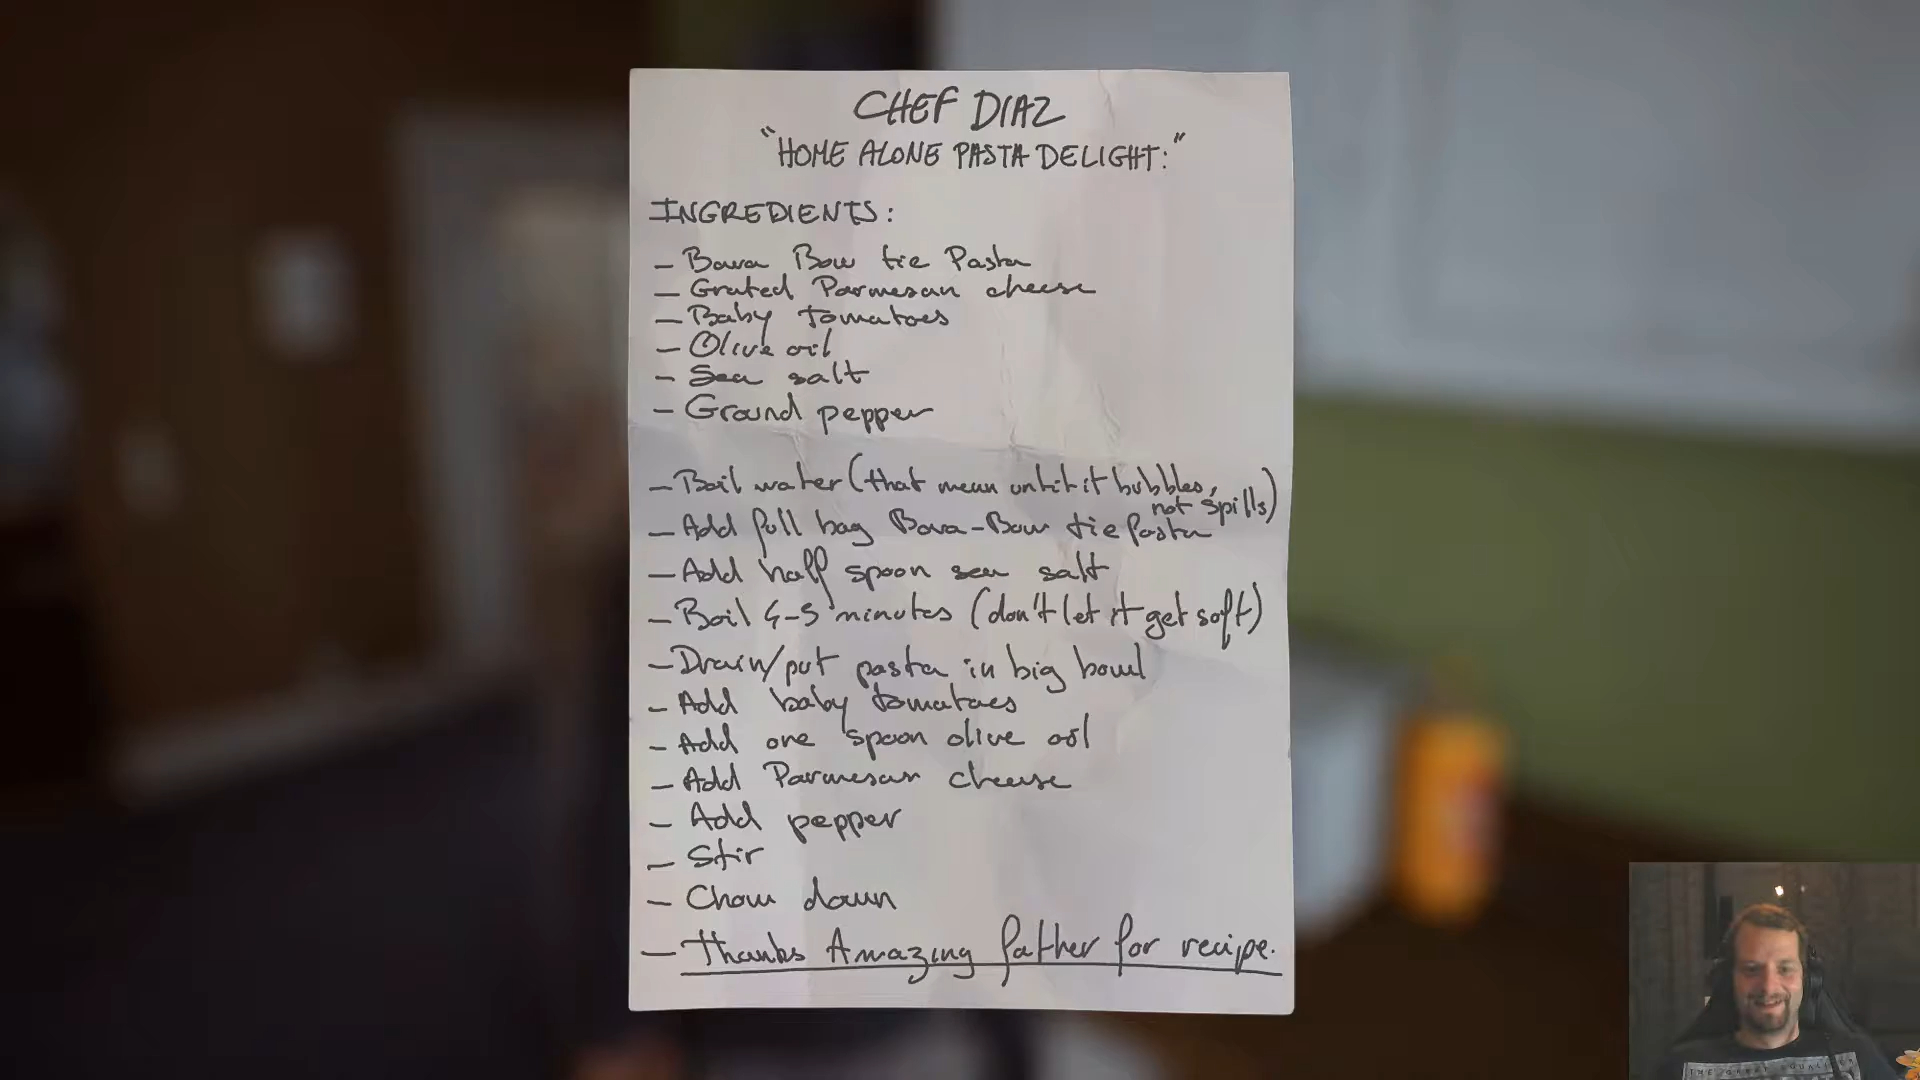 CHEF DIAZ
"HOME ALONE PASTA DELIGHT:"
INGREDIENTS:
- Bava Bow tie Pasta
- Grated Parmesan cheese
- Baby tomatoes
- Olive oil
- Sea salt
- Ground pepper
- Boil water (that mean until it bubbles,
not spills)
- Add full bag Bava-Bow tie Pasta
- Add half spoon sea salt
- Boil 4-5 minutes (don't let it get soft)
- Drain/put pasta in big bowl
- Add baby tomatoes
- Add one spoon olive oil
- Add Parmesan cheese
- Add pepper
- Stir
- Chow down
- Thanks Amazing father for recipe.